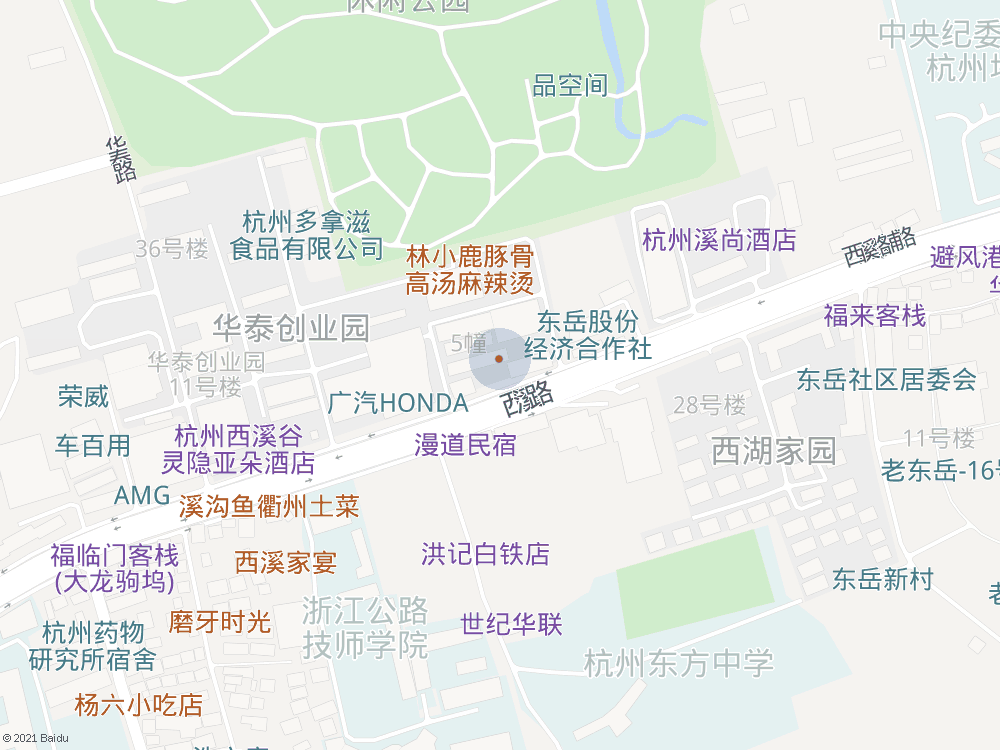 休闲公园
中央纪委
杭州培
品空间
华泰路
杭州多拿滋
食品有限公司
36号楼
林小鹿豚骨
高汤麻辣烫
杭州溪尚酒店
西溪路辅路
避风港
华泰创业园
5幢
东岳股份
经济合作社
福来客栈
华泰创业园
11号楼
荣威
广汽HONDA
西溪路
28号楼
东岳社区居委会
车百用
杭州西溪谷
灵隐亚朵酒店
漫道民宿
西湖家园
11号楼
老东岳-16号
AMG
溪沟鱼衢州土菜
福临门客栈
(大龙驹坞)
西溪家宴
洪记白铁店
东岳新村
老
磨牙时光
浙江公路
技师学院
世纪华联
杭州药物
研究所宿舍
杭州东方中学
杨六小吃店
© 2021 Baidu